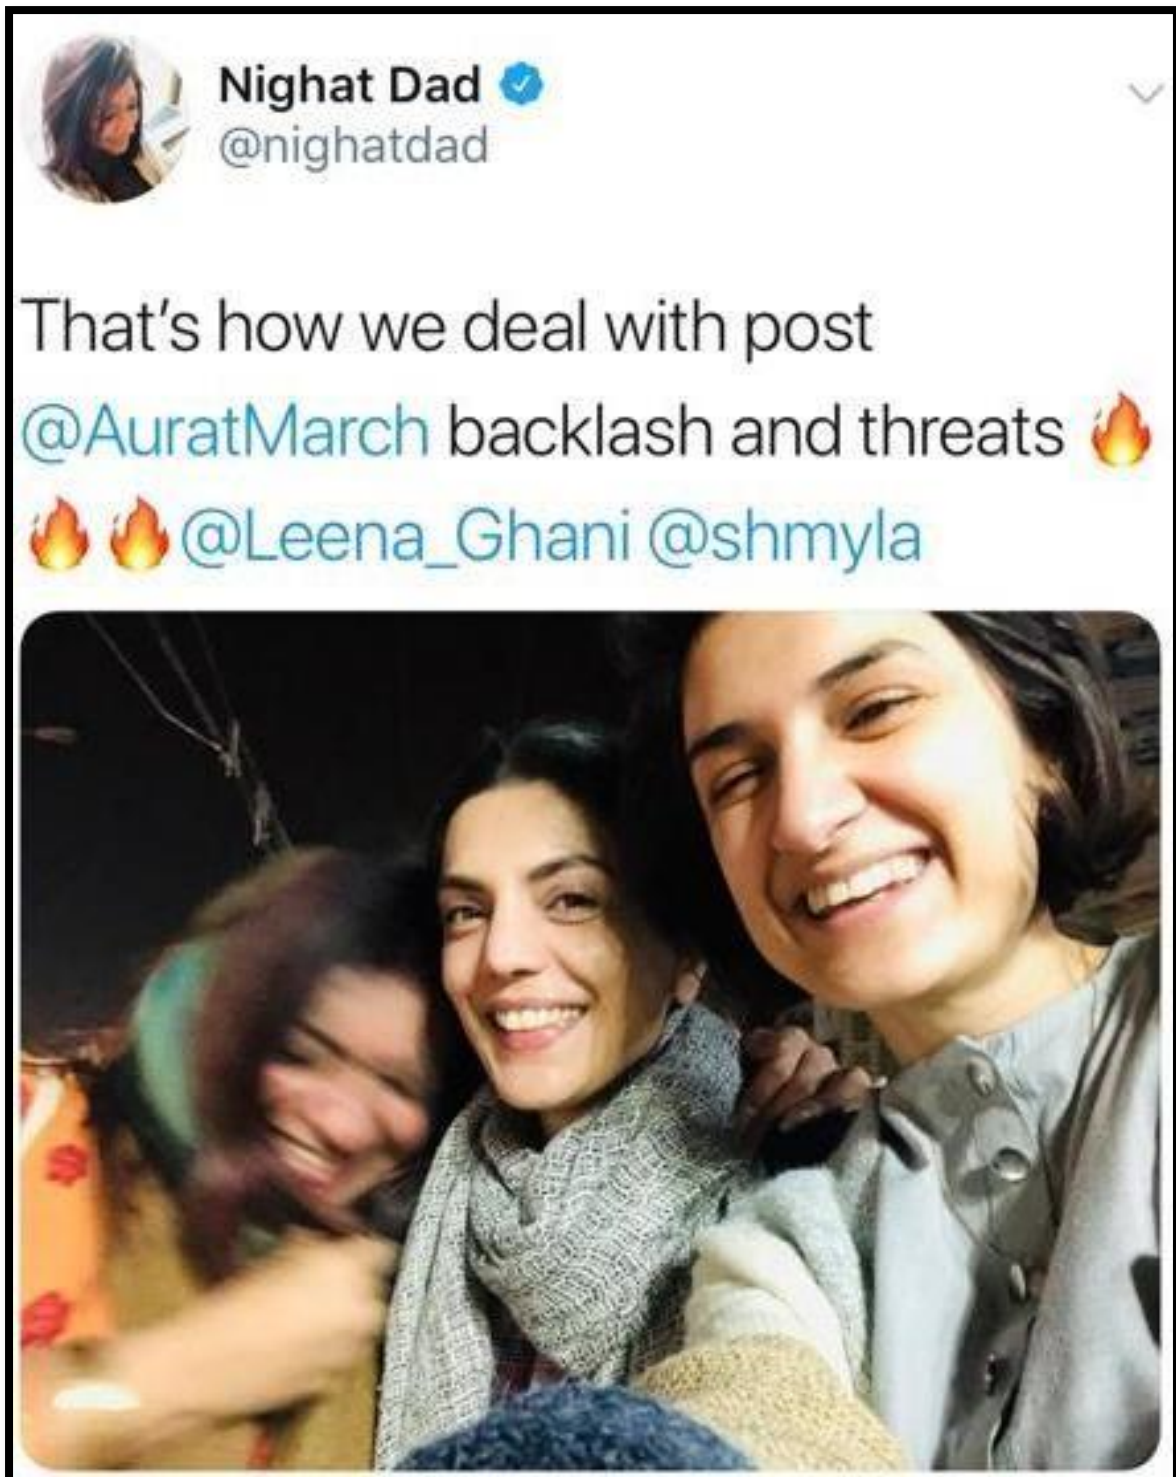 Nighat Dad
@nighatdad
That's how we deal with post
@AuratMarch backlash and threats 🔥
🔥🔥@Leena_Ghani @shmyla